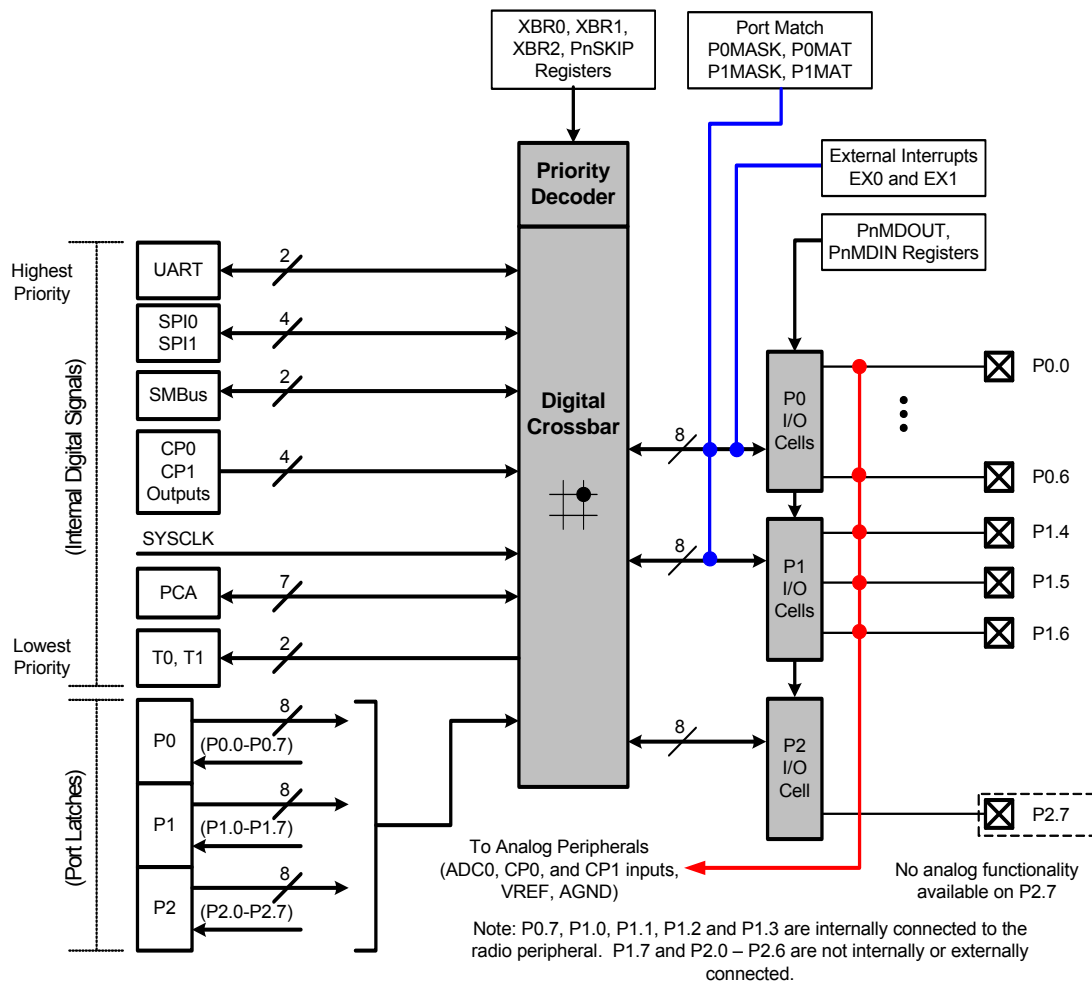 XBR0, XBR1,
XBR2, PnSKIP
Registers
Port Match
P0MASK, P0MAT
P1MASK, P1MAT
External Interrupts
EX0 and EX1
Priority
Decoder
PnMDOUT,
PnMDIN Registers
Highest
Priority
(Internal Digital Signals)
UART
2
SPI0
SPI1
4
SMBus
2
CP0
CP1
Outputs
4
SYSCLK
PCA
7
Lowest
Priority
T0, T1
2
Digital
Crossbar
8
P0
I/O
Cells
P0.0
P0.6
8
P1
I/O
Cells
P1.4
P1.5
P1.6
8
P2
I/O
Cell
P2.7
(Port Latches)
P0
8
(P0.0-P0.7)
P1
8
(P1.0-P1.7)
P2
8
(P2.0-P2.7)
To Analog Peripherals
(ADC0, CP0, and CP1 inputs,
VREF, AGND)
No analog functionality
available on P2.7
Note: P0.7, P1.0, P1.1, P1.2 and P1.3 are internally connected to the
radio peripheral. P1.7 and P2.0 – P2.6 are not internally or externally
connected.